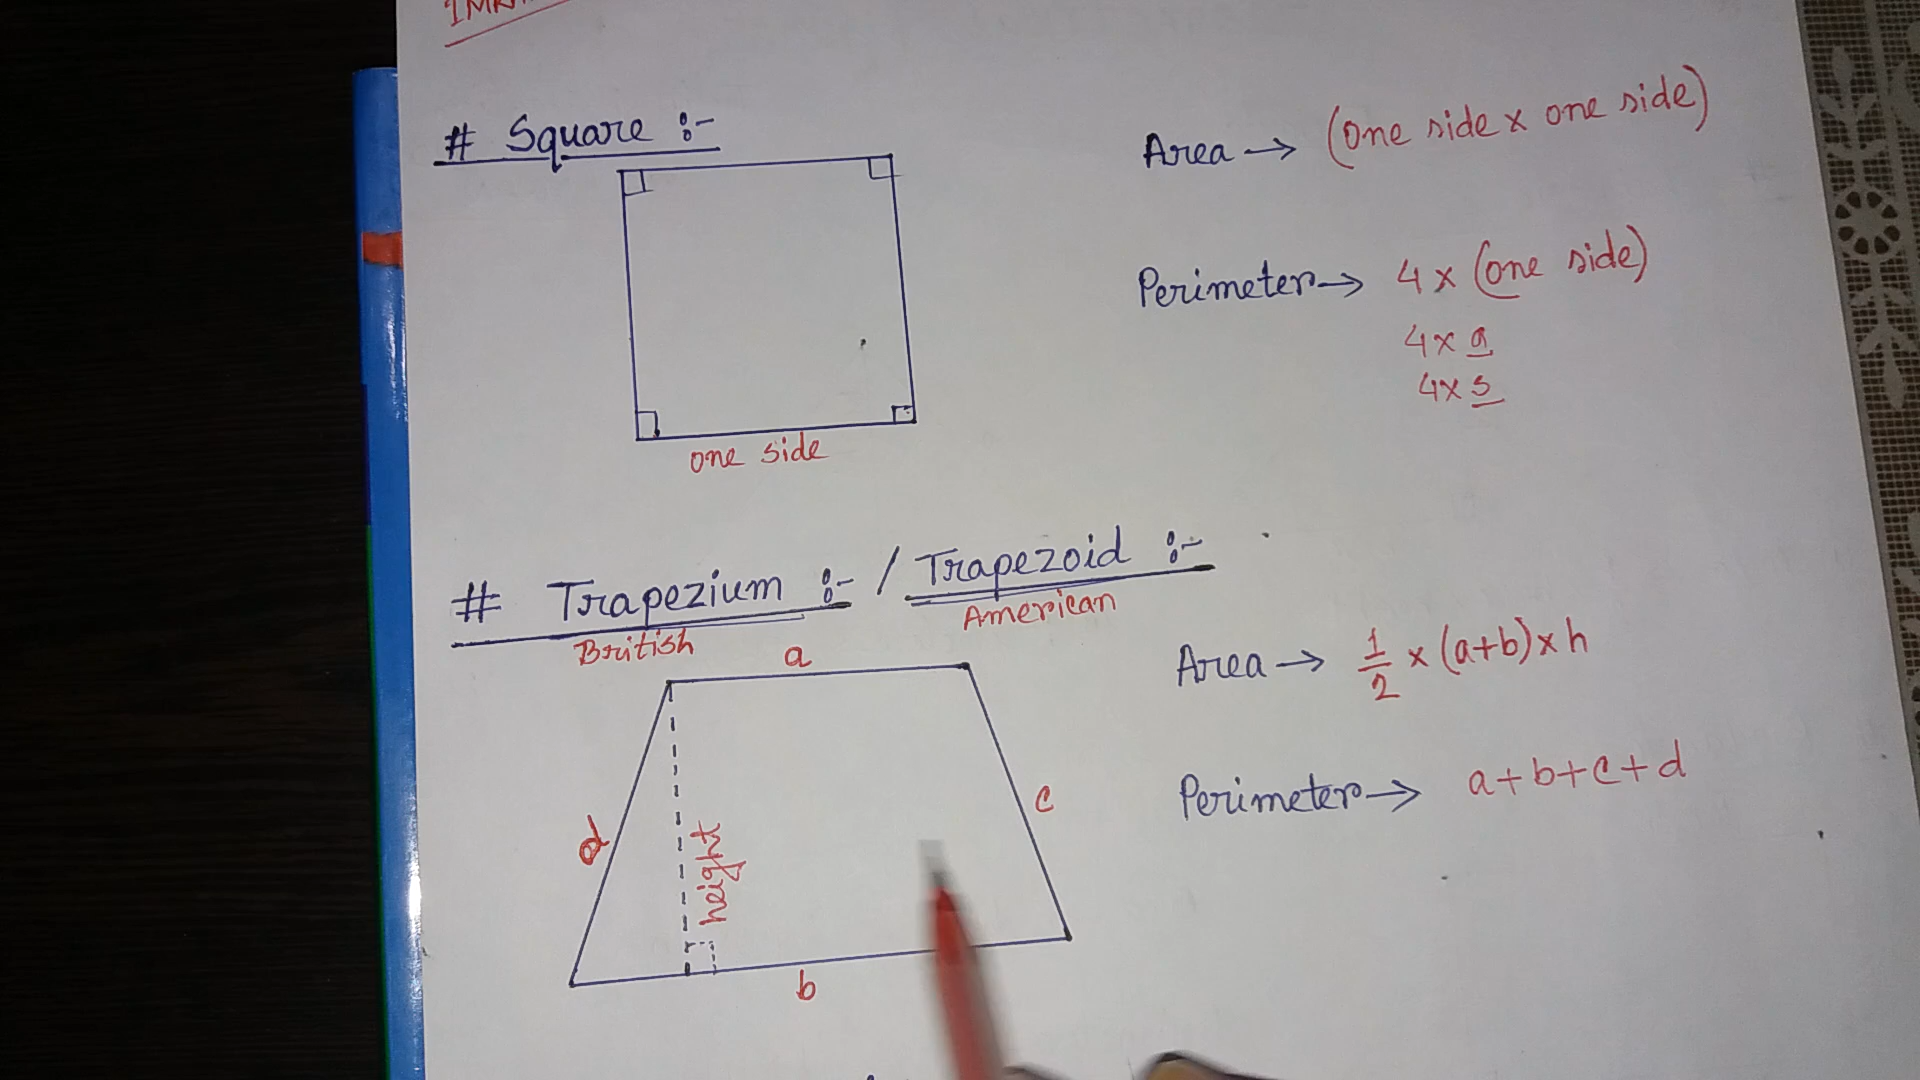 # Square :-
Area → (one side x one side)
Perimeter → 4 x (one side)
4 x a
4 x s
one side
# Trapezium :- / Trapezoid :-
British
American
a
Area → 1/2 x (a+b) x h
d
height
c
Perimeter → a+b+c+d
b